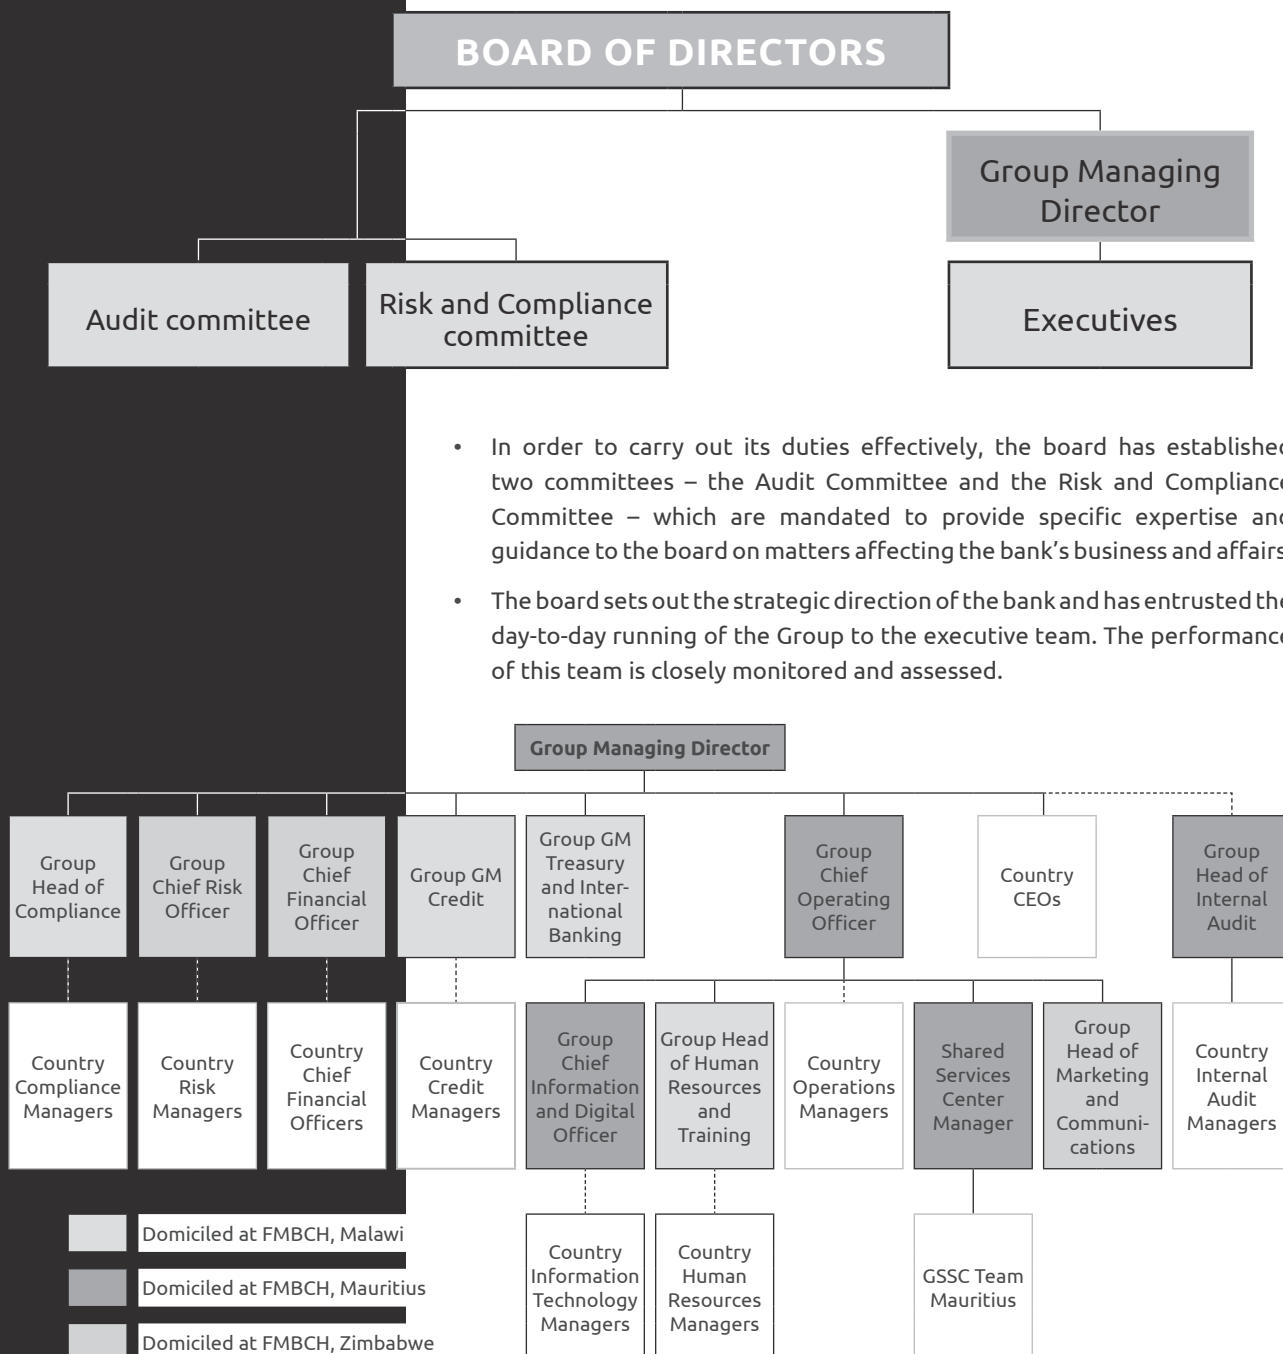 BOARD OF DIRECTORS
Group Managing
Director
Audit committee
Risk and Compliance
committee
Executives
• In order to carry out its duties effectively, the board has established
two committees – the Audit Committee and the Risk and Compliance
Committee – which are mandated to provide specific expertise and
guidance to the board on matters affecting the bank's business and affairs
• The board sets out the strategic direction of the bank and has entrusted the
day-to-day running of the Group to the executive team. The performance
of this team is closely monitored and assessed.
Group Managing Director
Group
Head of
Compliance
Group
Chief Risk
Officer
Group
Chief
Financial
Officer
Group GM
Credit
Group GM
Treasury
and Inter-
national
Banking
Group
Chief
Operating
Officer
Country
CEOs
Group
Head of
Internal
Audit
Country
Compliance
Managers
Country
Risk
Managers
Country
Chief
Financial
Officers
Country
Credit
Managers
Group
Chief
Information
and Digital
Officer
Group Head
of Human
Resources
and
Training
Country
Operations
Managers
Shared
Services
Center
Manager
Group
Head of
Marketing
and
Communi-
cations
Country
Internal
Audit
Managers
Country
Information
Technology
Managers
Country
Human
Resources
Managers
GSSC Team
Mauritius
Domiciled at FMBCH, Malawi
Domiciled at FMBCH, Mauritius
Domiciled at FMBCH, Zimbabwe